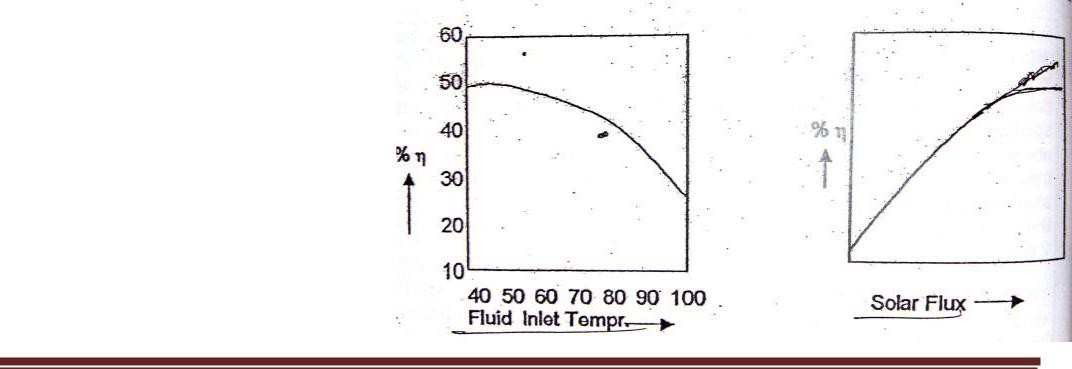 60
50
40
30
20
10
% η
40 50 60 70 80 90 100
Fluid Inlet Tempr.
% η
Solar Flux